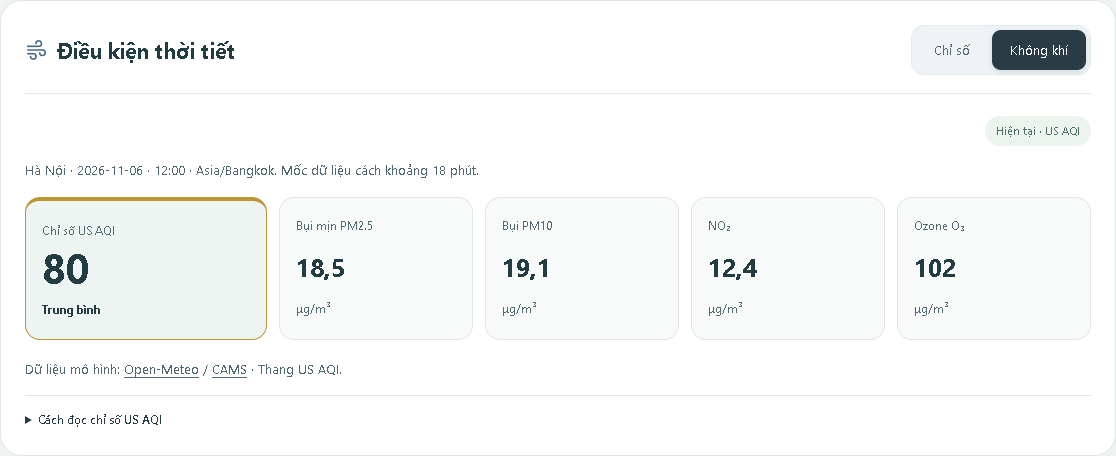 Điều kiện thời tiết
Chỉ số
Không khí
Hiện tại · US AQI
Hà Nội · 2026-11-06 · 12:00 · Asia/Bangkok. Mốc dữ liệu cách khoảng 18 phút.
Chỉ số US AQI
80
Trung bình
Bụi mịn PM2.5
18,5
µg/m³
Bụi PM10
19,1
µg/m³
NO₂
12,4
µg/m³
Ozone O₃
102
µg/m³
Dữ liệu mô hình: Open-Meteo / CAMS · Thang US AQI.
▶ Cách đọc chỉ số US AQI